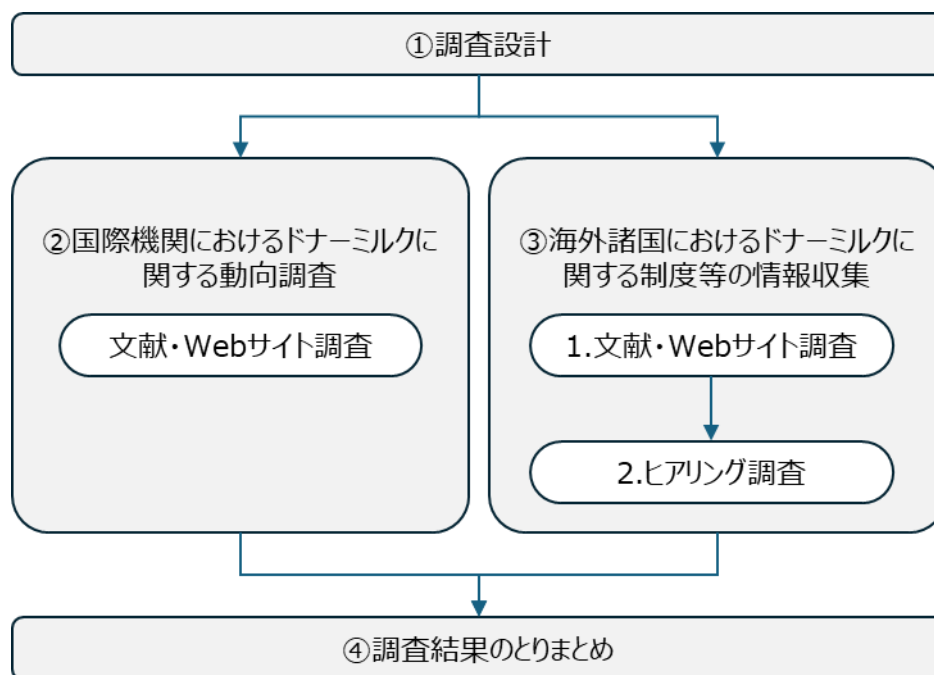 ①調査設計
②国際機関におけるドナーミルクに
関する動向調査
文献・Webサイト調査
③海外諸国におけるドナーミルクに
関する制度等の情報収集
1.文献・Webサイト調査
2.ヒアリング調査
④調査結果のとりまとめ